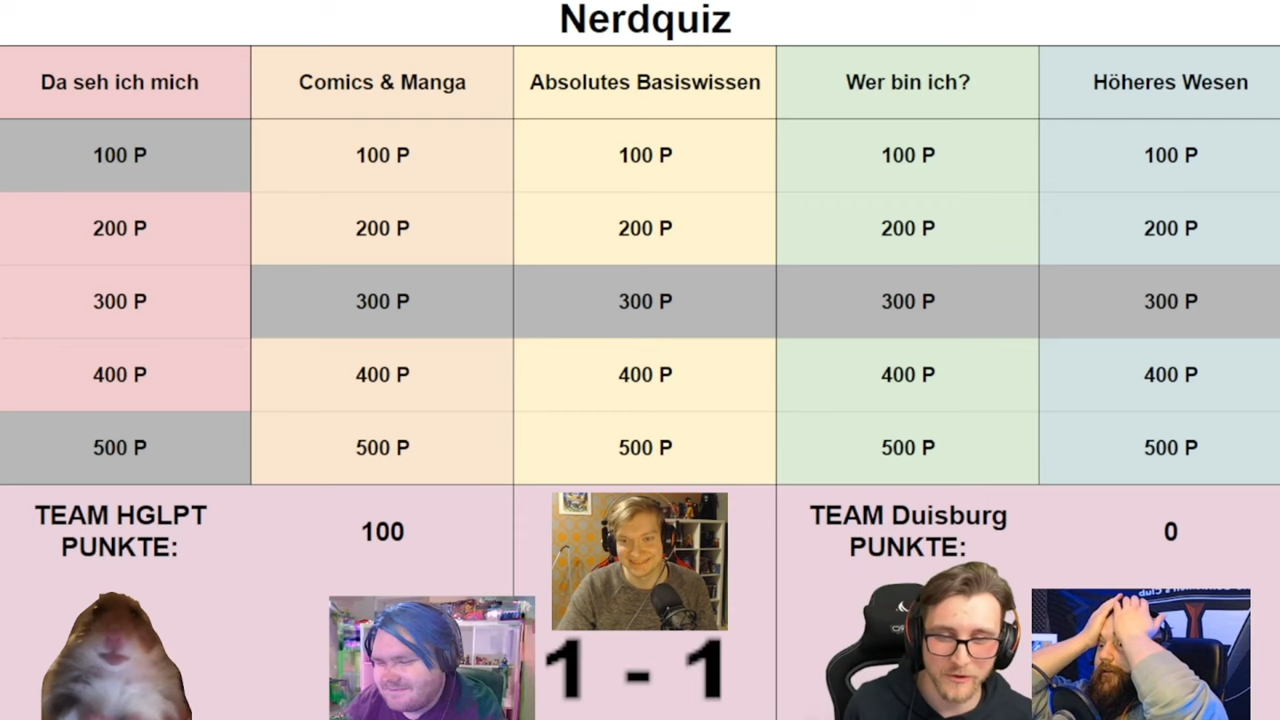 Nerdquiz
Da seh ich mich
Comics & Manga
Absolutes Basiswissen
Wer bin ich?
Höheres Wesen
100 P
100 P
100 P
100 P
100 P
200 P
200 P
200 P
200 P
200 P
300 P
300 P
300 P
300 P
300 P
400 P
400 P
400 P
400 P
400 P
500 P
500 P
500 P
500 P
500 P
TEAM HGLPT
PUNKTE:
100
TEAM Duisburg
PUNKTE:
0
1 - 1